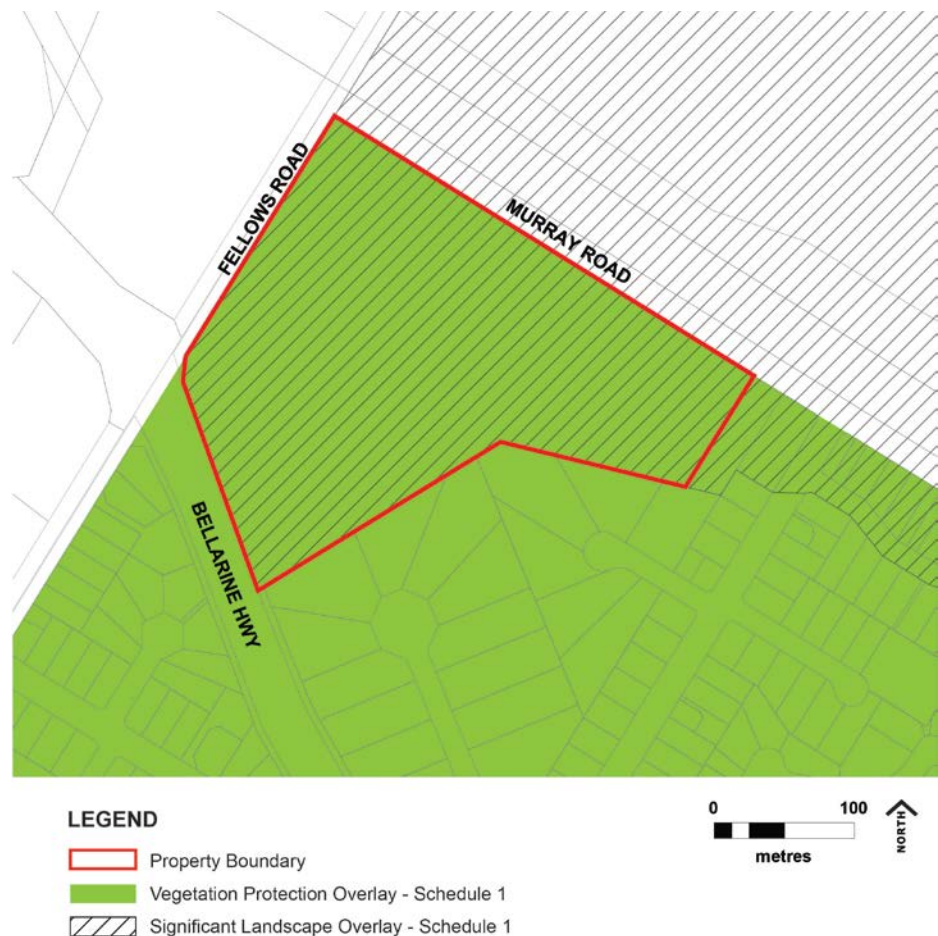 FELLOWS ROAD
MURRAY ROAD
BELLARINE HWY
LEGEND
Property Boundary
Vegetation Protection Overlay - Schedule 1
Significant Landscape Overlay - Schedule 1
0 100
metres
NORTH